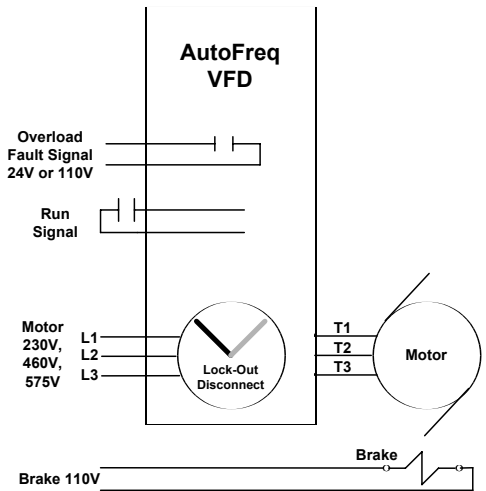 AutoFreq
VFD
Overload
Fault Signal
24V or 110V
Run
Signal
Motor
230V,
460V,
575V
L1
L2
L3
Lock-Out
Disconnect
T1
T2
T3
Motor
Brake
Brake 110V